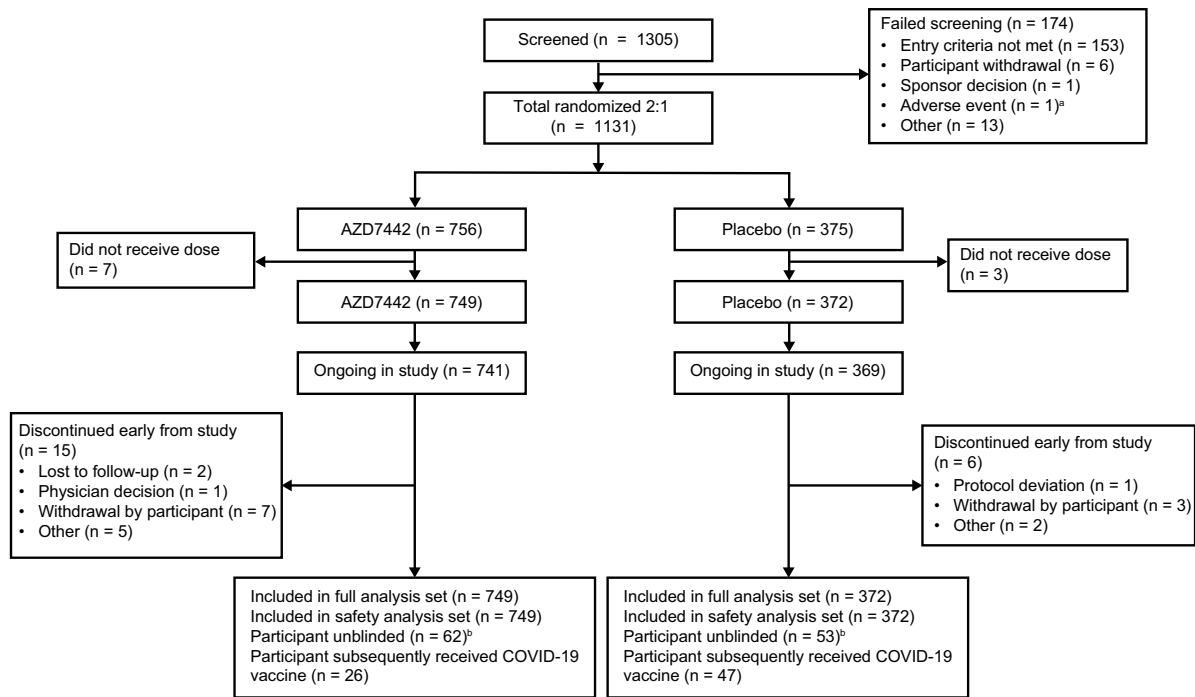 Screened (n = 1305)
Failed screening (n = 174)
• Entry criteria not met (n = 153)
• Participant withdrawal (n = 6)
• Sponsor decision (n = 1)
• Adverse event (n = 1)ᵃ
• Other (n = 13)
Total randomized 2:1
(n = 1131)
AZD7442 (n = 756)
Placebo (n = 375)
Did not receive dose
(n = 7)
Did not receive dose
(n = 3)
AZD7442 (n = 749)
Placebo (n = 372)
Ongoing in study (n = 741)
Ongoing in study (n = 369)
Discontinued early from study
(n = 15)
• Lost to follow-up (n = 2)
• Physician decision (n = 1)
• Withdrawal by participant (n = 7)
• Other (n = 5)
Discontinued early from study
(n = 6)
• Protocol deviation (n = 1)
• Withdrawal by participant (n = 3)
• Other (n = 2)
Included in full analysis set (n = 749)
Included in safety analysis set (n = 749)
Participant unblinded (n = 62)ᵇ
Participant subsequently received COVID-19
vaccine (n = 26)
Included in full analysis set (n = 372)
Included in safety analysis set (n = 372)
Participant unblinded (n = 53)ᵇ
Participant subsequently received COVID-19
vaccine (n = 47)